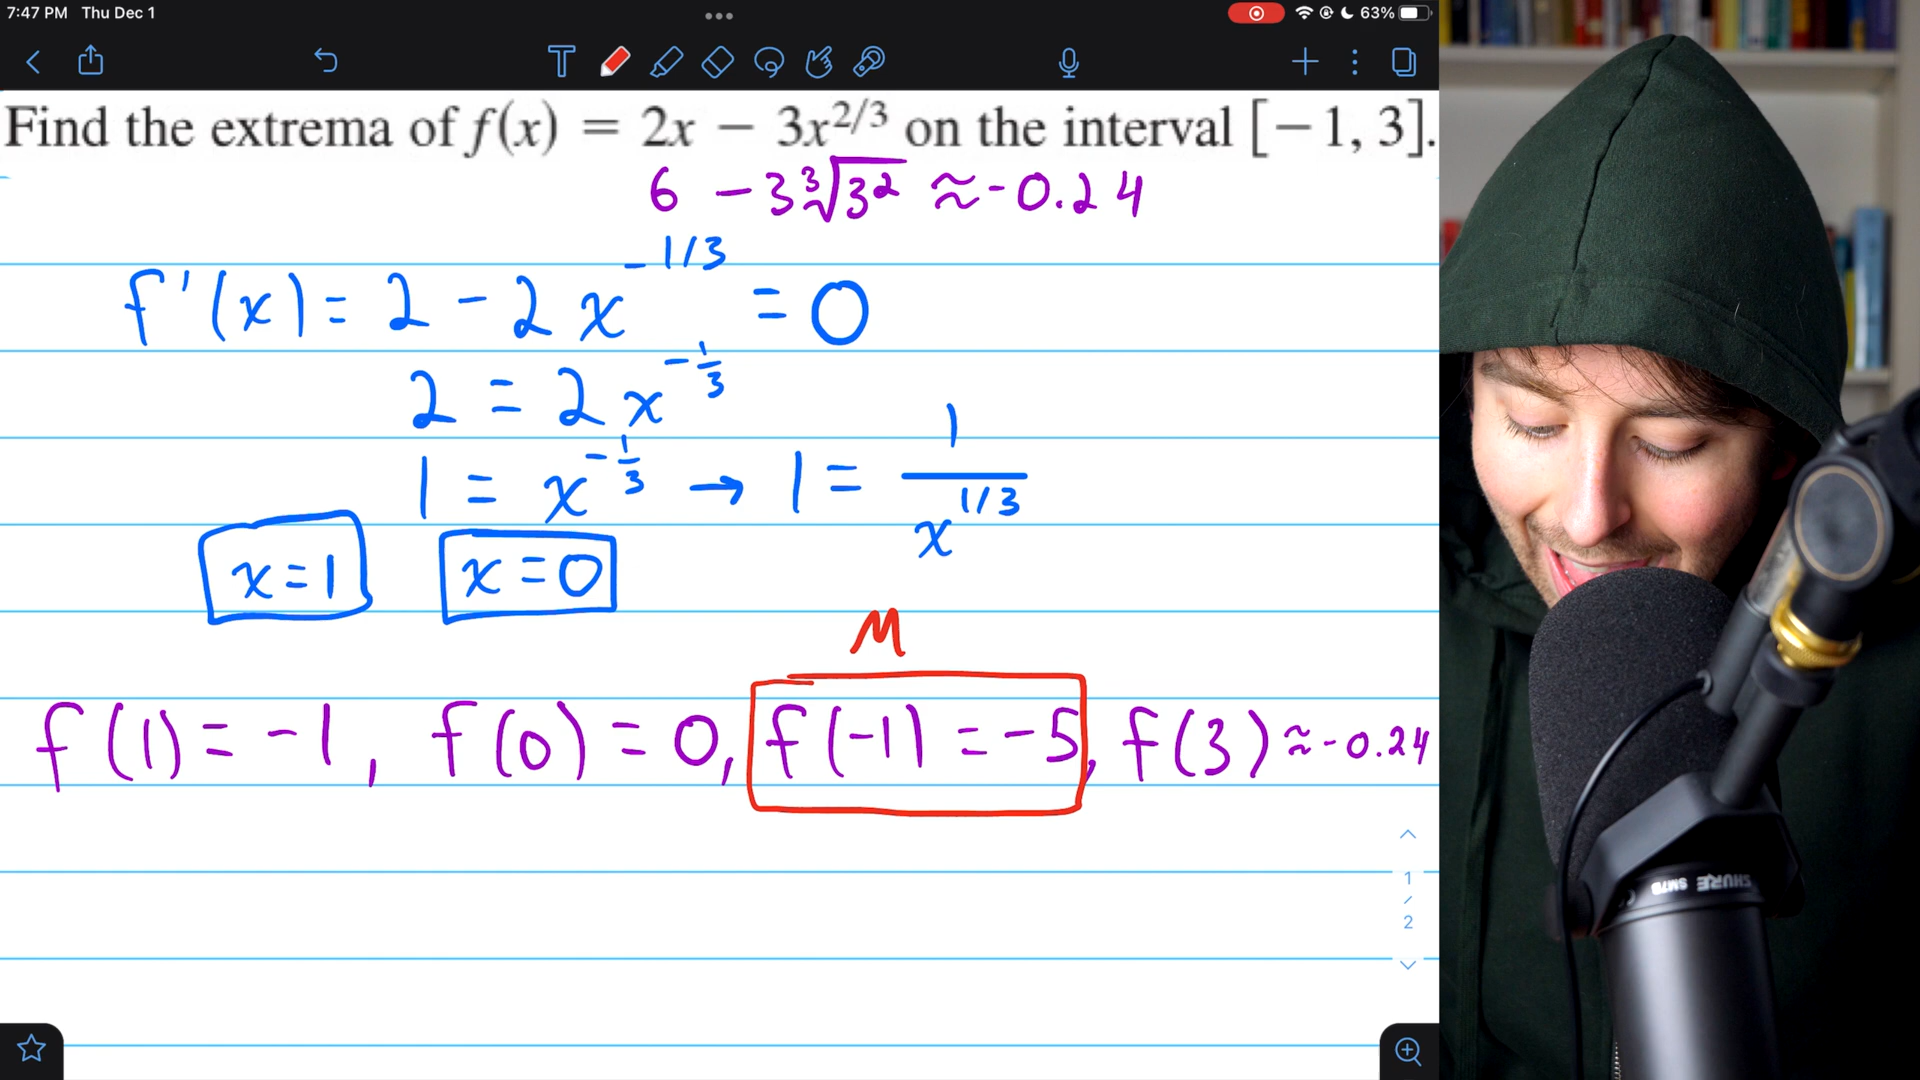 7:47 PM Thu Dec 1
63%
Find the extrema of f(x) = 2x − 3x^{2/3} on the interval [−1, 3].
6 − 3∛3² ≈ -0.24
f'(x) = 2 − 2x^{-1/3} = 0
2 = 2x^{-1/3}
1 = x^{-1/3} → 1 = 1/x^{1/3}
x=1 x=0
M
f(1) = -1, f(0) = 0, f(-1) = -5, f(3) ≈ -0.24
1
/
2
SHURE SM7B